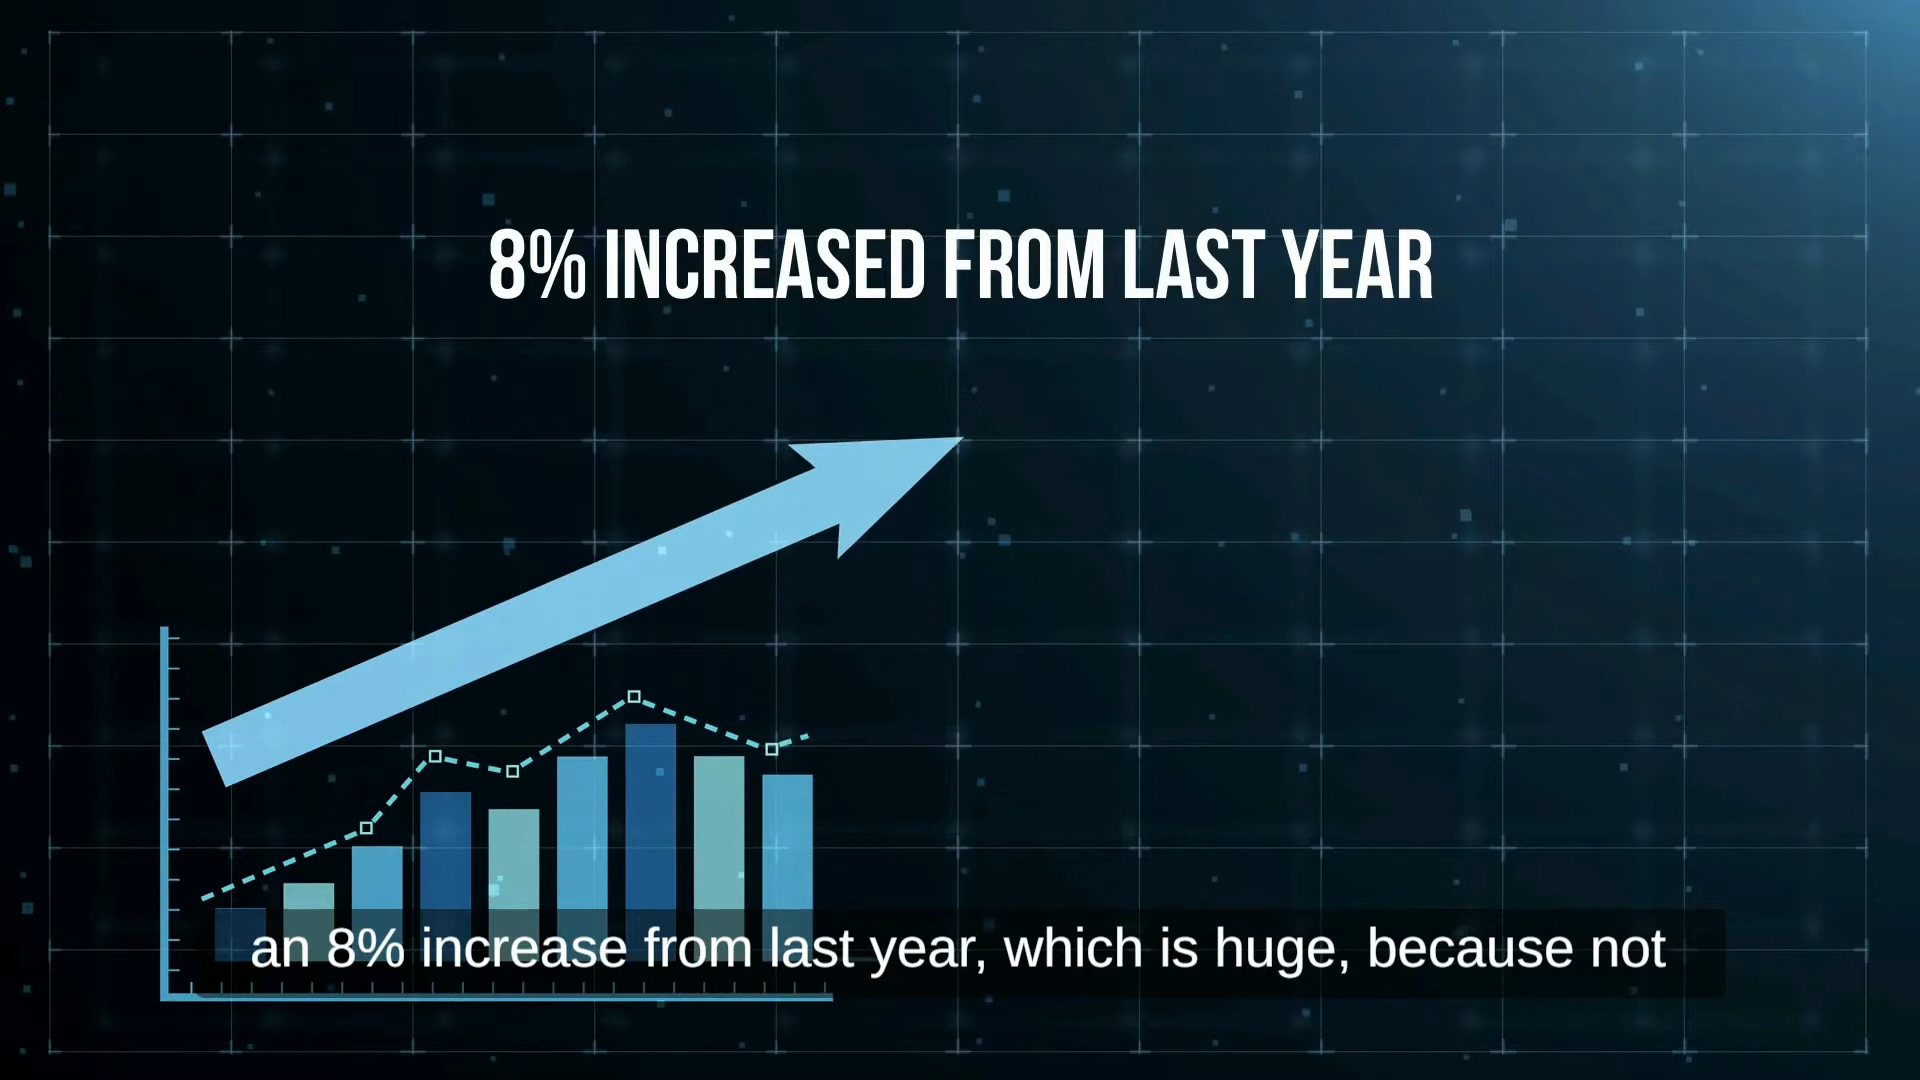 8% INCREASED FROM LAST YEAR
an 8% increase from last year, which is huge, because not